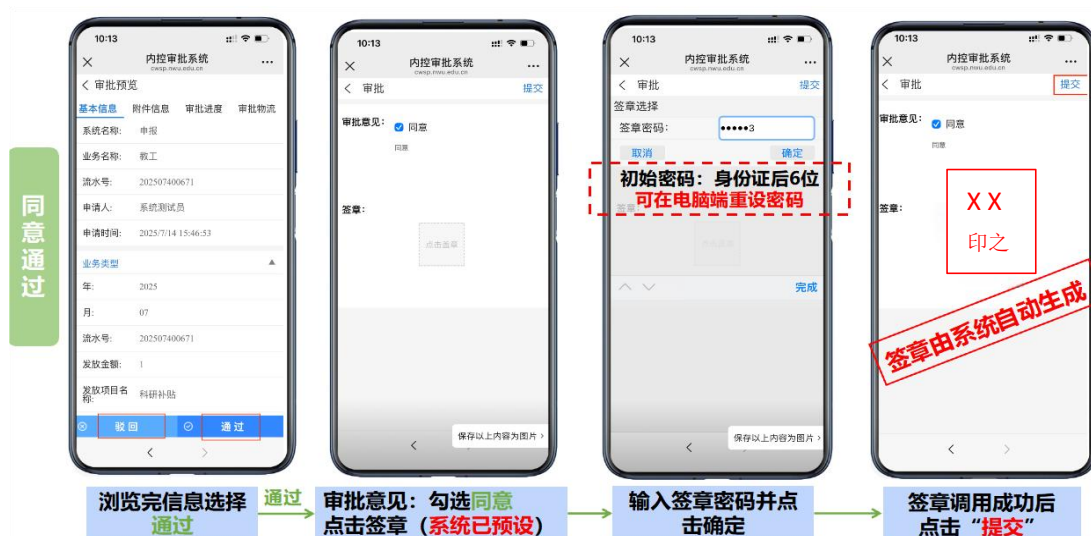 同意通过
10:13
内控审批系统
cwsp.nwu.edu.cn
审批预览
基本信息 附件信息 审批进度 审批物流
系统名称: 申报
业务名称: 教工
流水号: 202507400671
申请人: 系统测试员
申请时间: 2025/7/14 15:46:53
业务类型
年: 2025
月: 07
流水号: 202507400671
发放金额: 1
发放项目名称: 科研补贴
驳回 通过
浏览完信息选择
通过
通过
10:13
内控审批系统
cwsp.nwu.edu.cn
审批 提交
审批意见: 同意
同意
签章:
点击签章
保存以上内容为图片
审批意见：勾选同意
点击签章（系统已预设）
10:13
内控审批系统
cwsp.nwu.edu.cn
审批 提交
签章选择
签章密码: •••••3
取消 确定
初始密码：身份证后6位
可在电脑端重设密码
签章:
点击签章
完成
保存以上内容为图片
输入签章密码并点
击确定
10:13
内控审批系统
cwsp.nwu.edu.cn
审批 提交
审批意见: 同意
同意
签章:
X X
印之
签章由系统自动生成
签章调用成功后
点击“提交”